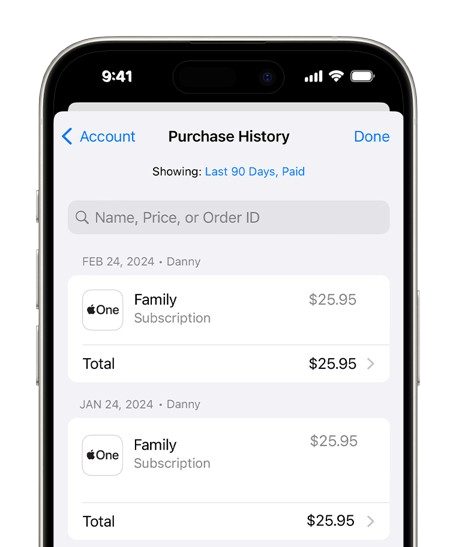 9:41
Account Purchase History Done
Showing: Last 90 Days, Paid
Name, Price, or Order ID
FEB 24, 2024 • Danny
One Family $25.95
Subscription
Total $25.95
JAN 24, 2024 • Danny
One Family $25.95
Subscription
Total $25.95